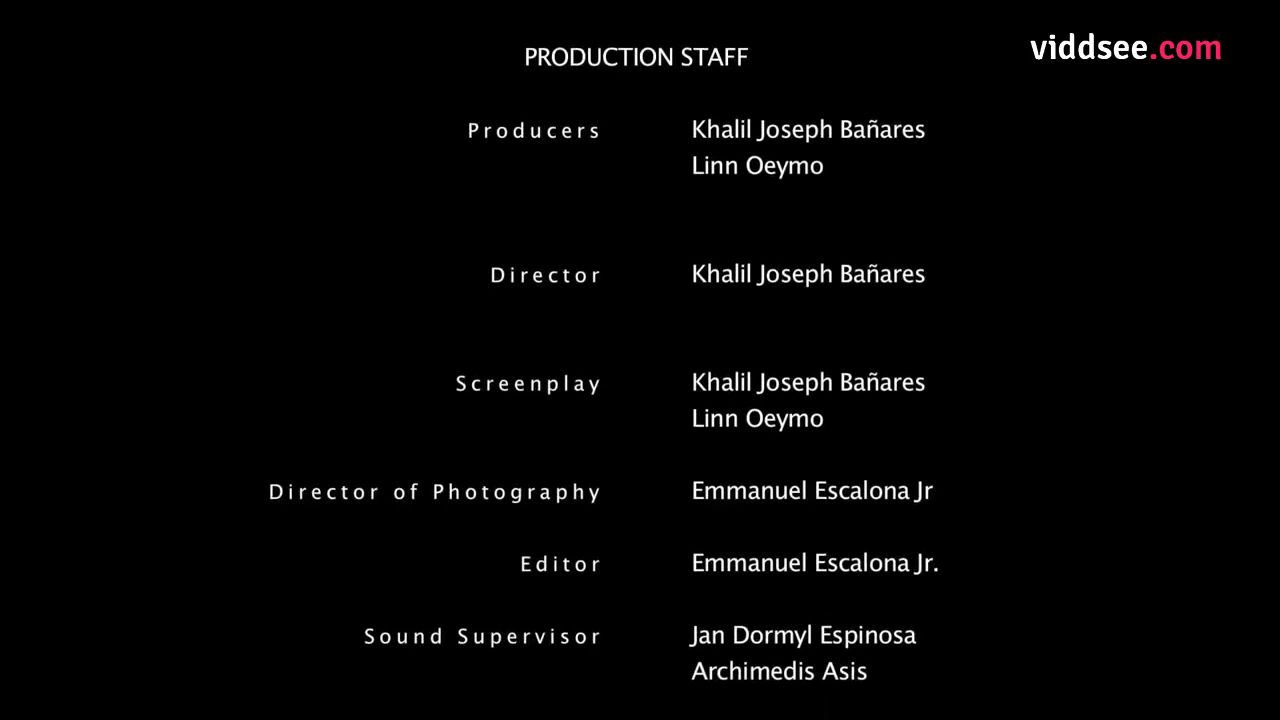 viddsee.com
PRODUCTION STAFF
Producers Khalil Joseph Bañares
Linn Oeymo
Director Khalil Joseph Bañares
Screenplay Khalil Joseph Bañares
Linn Oeymo
Director of Photography Emmanuel Escalona Jr
Editor Emmanuel Escalona Jr.
Sound Supervisor Jan Dormyl Espinosa
Archimedis Asis